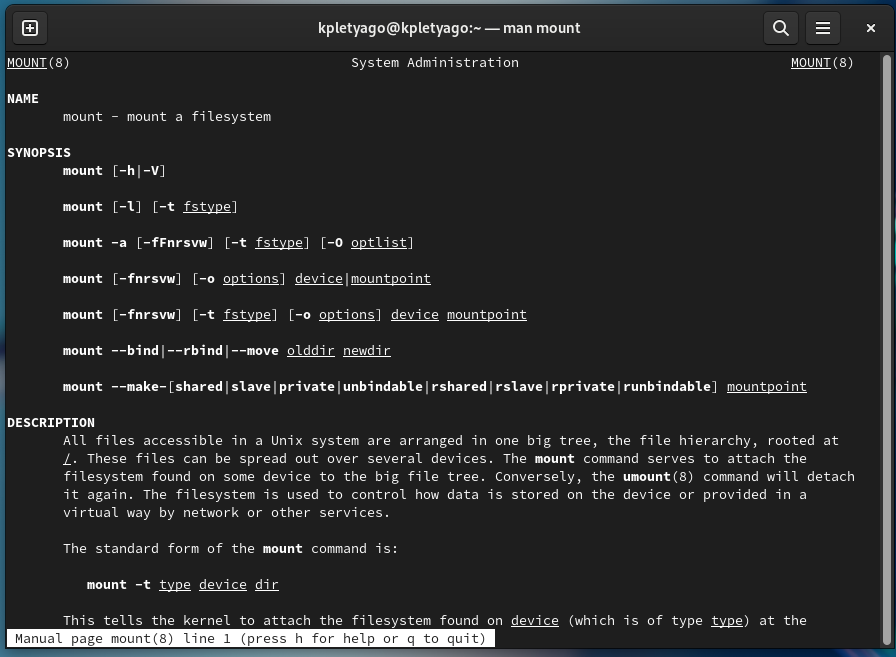 kpletyago@kpletyago:~ — man mount
MOUNT(8) System Administration MOUNT(8)
NAME
mount - mount a filesystem
SYNOPSIS
mount [-h|-V]
mount [-l] [-t fstype]
mount -a [-fFnrsvw] [-t fstype] [-O optlist]
mount [-fnrsvw] [-o options] device|mountpoint
mount [-fnrsvw] [-t fstype] [-o options] device mountpoint
mount --bind|--rbind|--move olddir newdir
mount --make-[shared|slave|private|unbindable|rshared|rslave|rprivate|runbindable] mountpoint
DESCRIPTION
All files accessible in a Unix system are arranged in one big tree, the file hierarchy, rooted at
/. These files can be spread out over several devices. The mount command serves to attach the
filesystem found on some device to the big file tree. Conversely, the umount(8) command will detach
it again. The filesystem is used to control how data is stored on the device or provided in a
virtual way by network or other services.
The standard form of the mount command is:
mount -t type device dir
This tells the kernel to attach the filesystem found on device (which is of type type) at the
Manual page mount(8) line 1 (press h for help or q to quit)